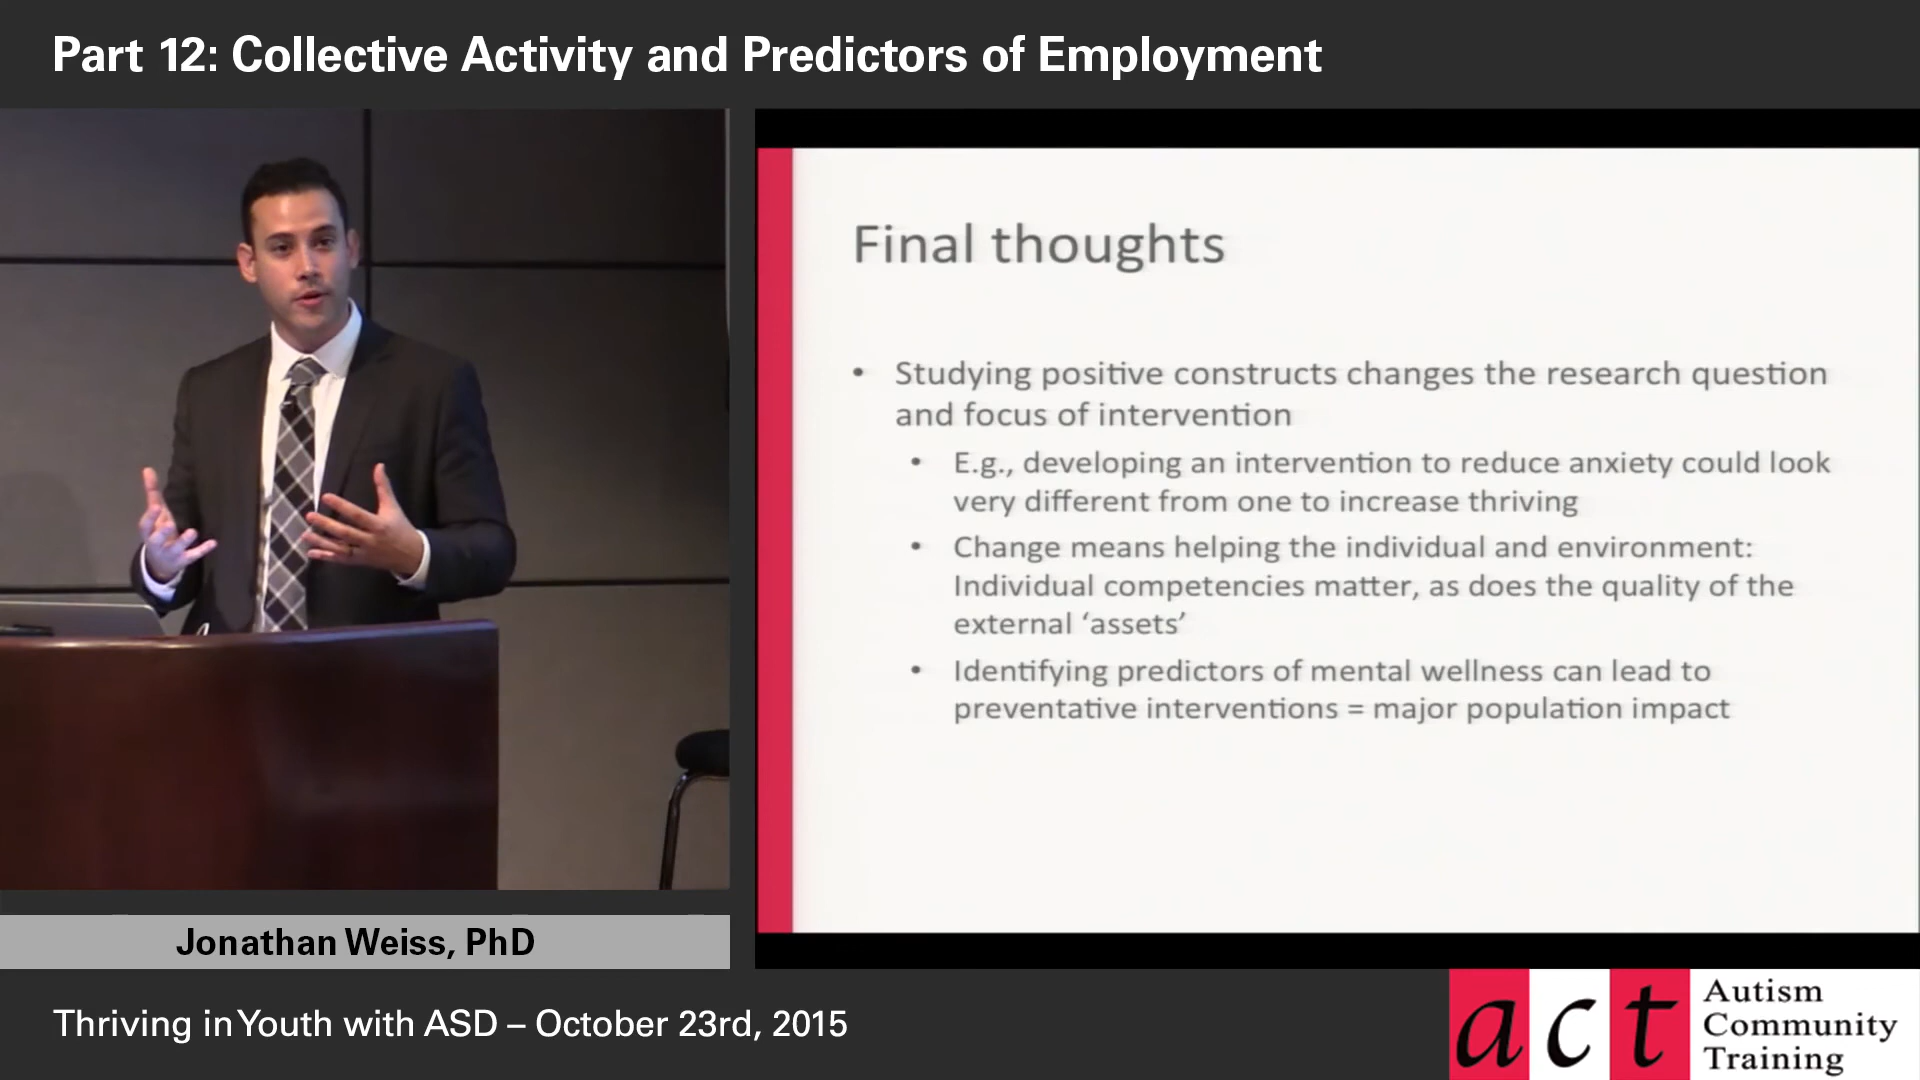 Part 12: Collective Activity and Predictors of Employment
Final thoughts
• Studying positive constructs changes the research question
and focus of intervention
• E.g., developing an intervention to reduce anxiety could look
very different from one to increase thriving
• Change means helping the individual and environment:
Individual competencies matter, as does the quality of the
external ‘assets’
• Identifying predictors of mental wellness can lead to
preventative interventions = major population impact
Jonathan Weiss, PhD
Thriving in Youth with ASD – October 23rd, 2015
act
Autism
Community
Training